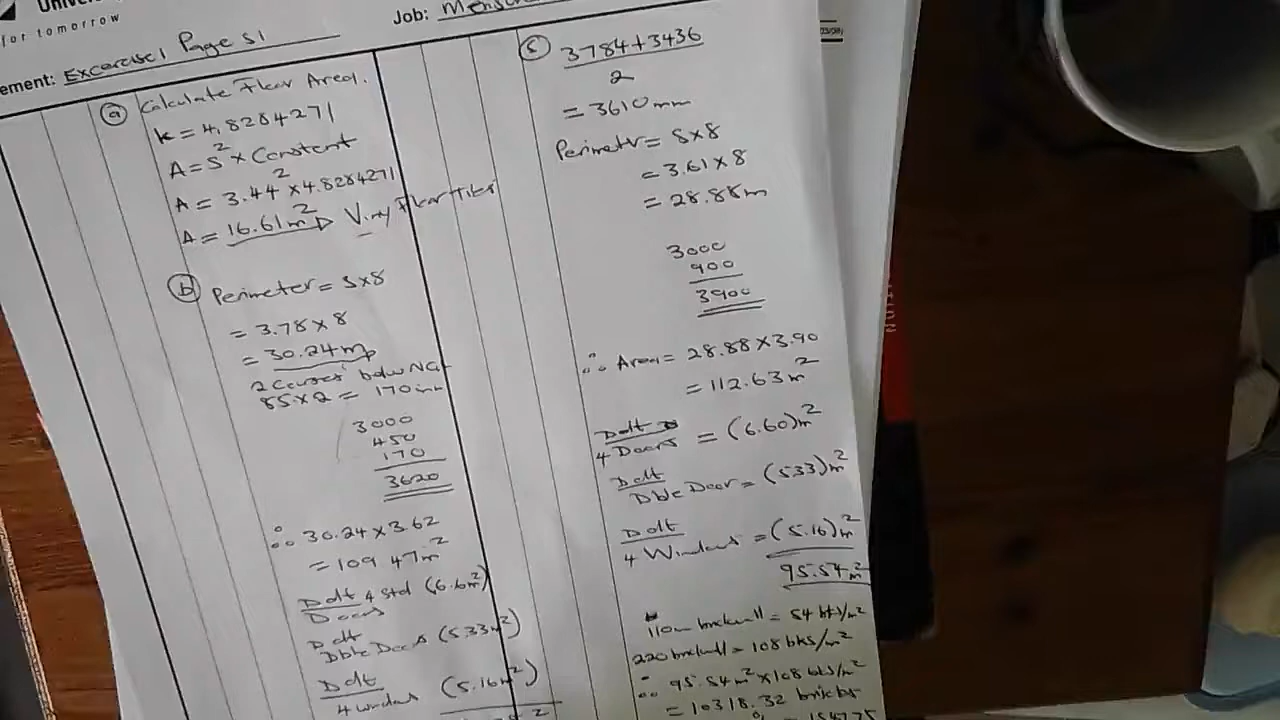 for tomorrow
Job:
ement: Excercise 1 Page 51
(a) Calculate Floor Area.
K = 4,8284271
A = S² × Constant
A = 3.44² × 4.8284271
A = 16.61m² Vinyl Floor Tiles
(b) Perimeter = S×8
= 3.78 × 8
= 30.24m
2 Courses below NGL
85 × 2 = 170mm
3000
450
170
3620
∴ 30.24 × 3.62
= 109 47m²
Ddt 4 Std (6.6m²)
Doors
Ddt
Dble Doors (5.33m²)
Ddt
4 windows (5.16m²)
(c) 3784+3436
2
= 3610mm
Perimeter = S×8
= 3.61 × 8
= 28.88m
3000
900
3900
∴ Area = 28.88 × 3.90
= 112.63m²
Ddt
4 Doors = (6.60)m²
Ddt
Dble Door = (5.33)m²
Ddt
4 Windows = (5.16)m²
95.54m²
110m brickwall = 54 bks/m²
220 brickwall = 108 bks/m²
∴ 95.54m² × 108 bks/m²
= 10318.32 bricks